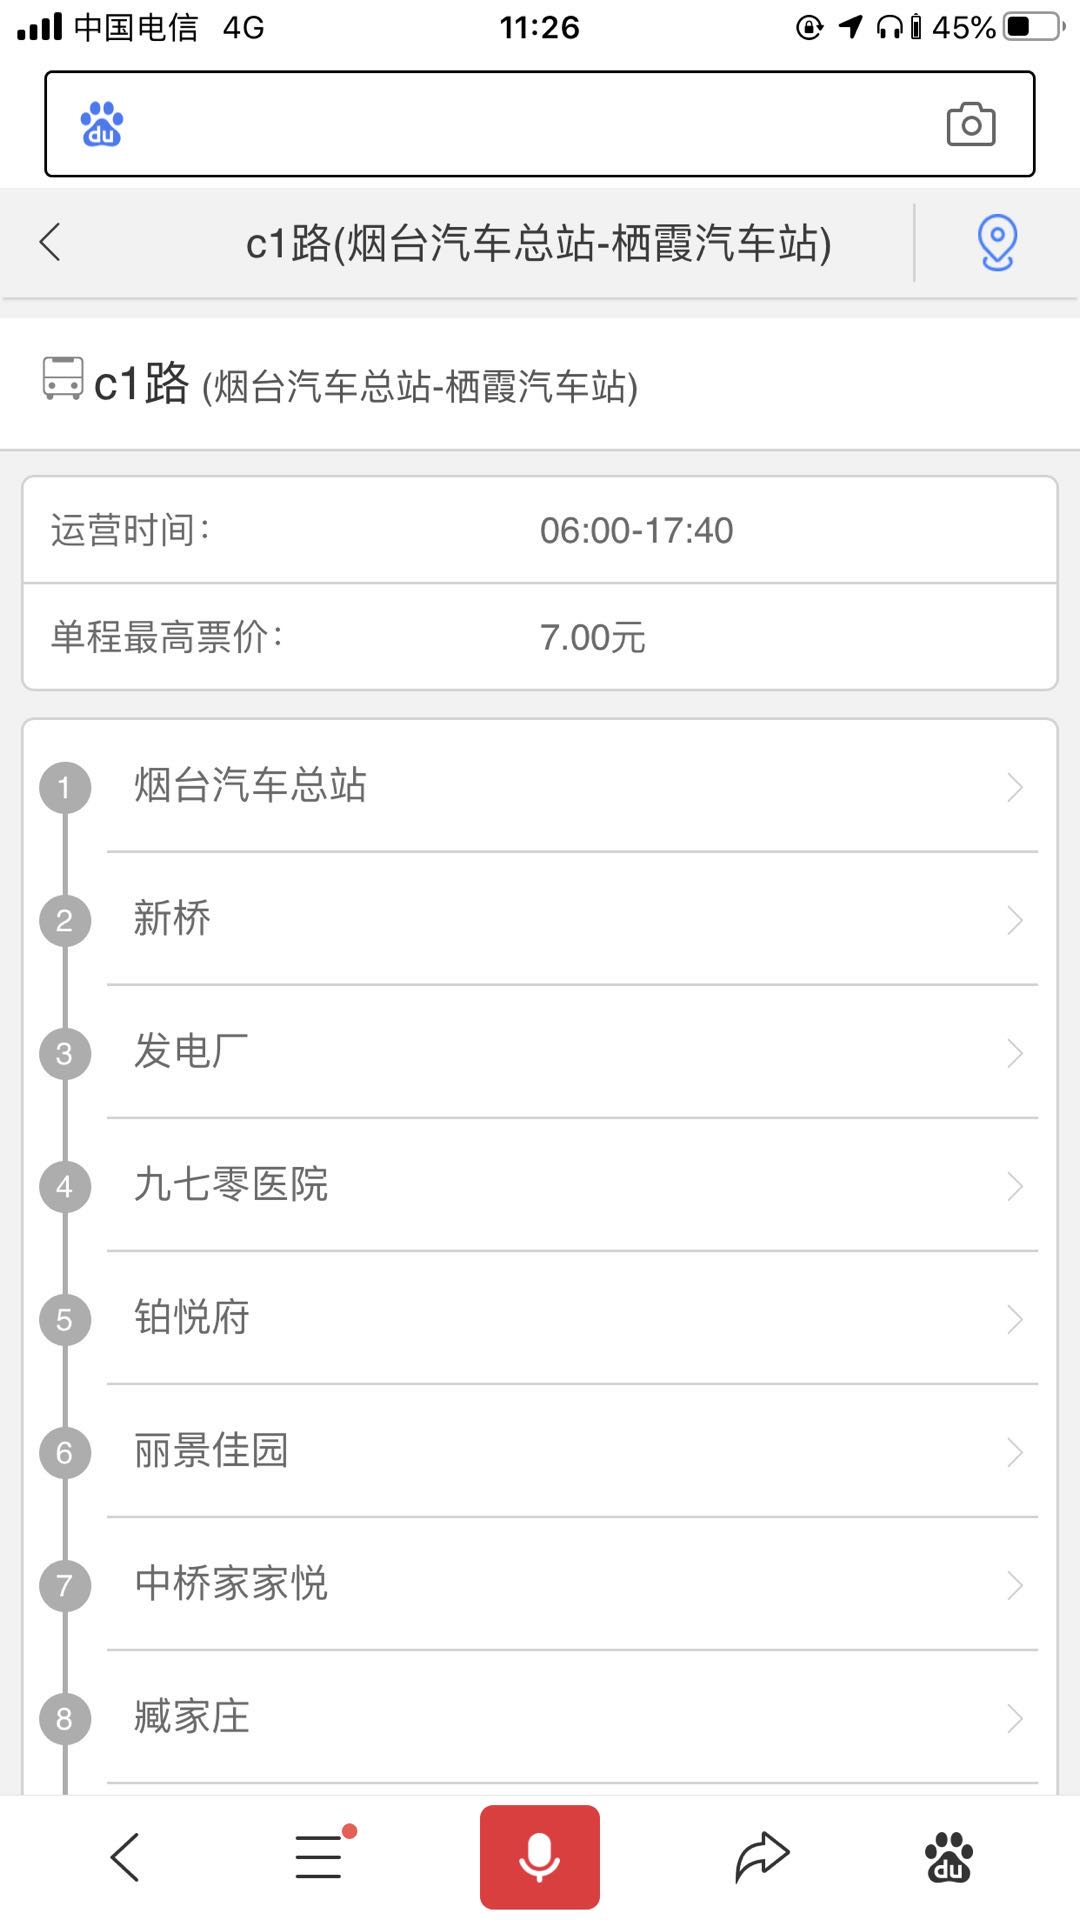 中国电信 4G 11:26 45%
du
c1路(烟台汽车总站-栖霞汽车站)
c1路 (烟台汽车总站-栖霞汽车站)
运营时间: 06:00-17:40
单程最高票价: 7.00元
1 烟台汽车总站
2 新桥
3 发电厂
4 九七零医院
5 铂悦府
6 丽景佳园
7 中桥家家悦
8 臧家庄
du